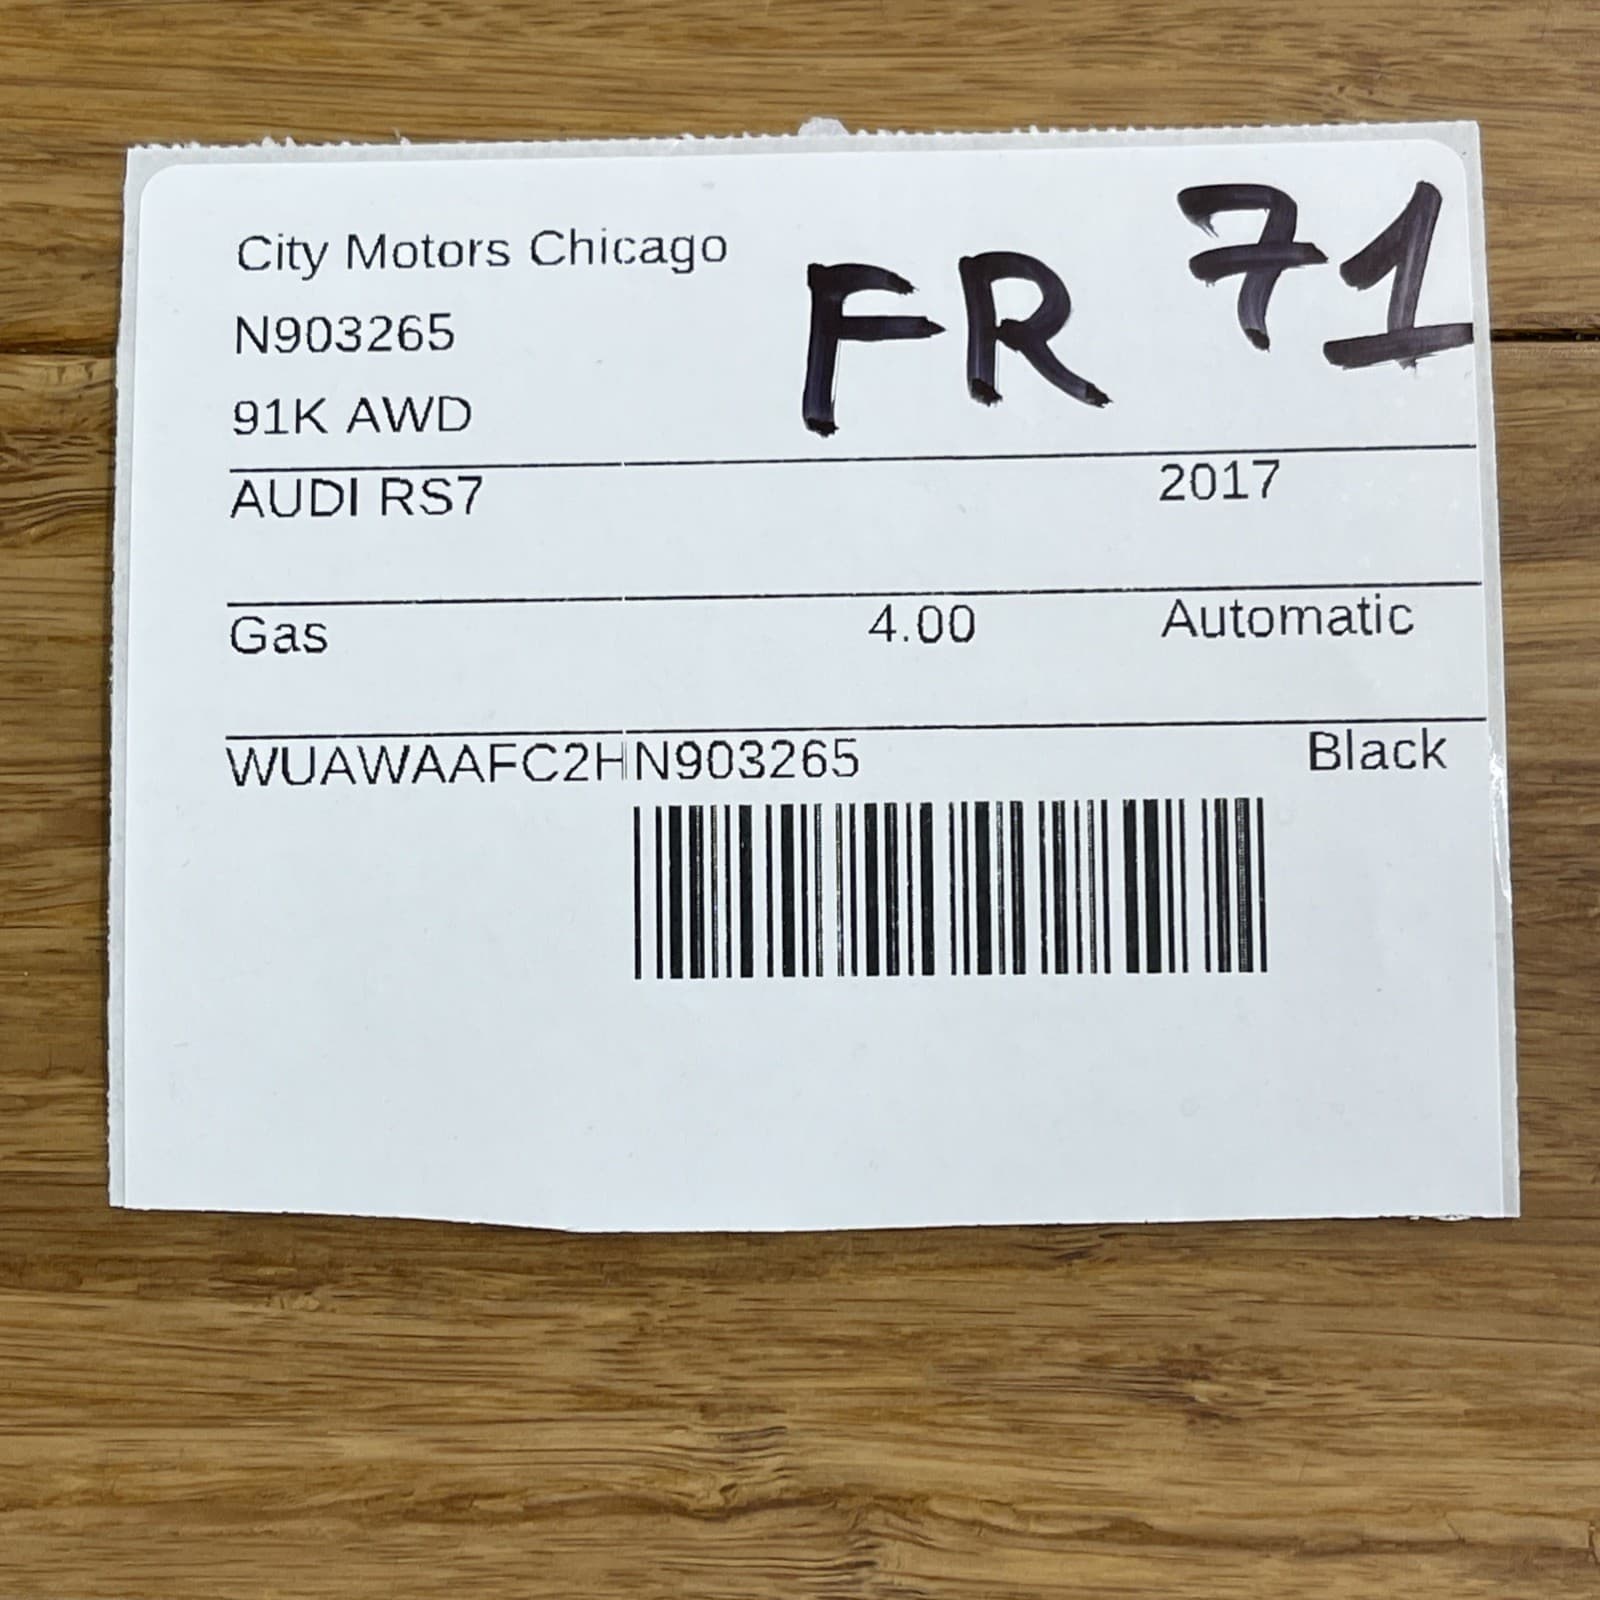 City Motors Chicago
N903265
91K AWD
FR 71
AUDI RS7 2017
Gas 4.00 Automatic
WUAWAAFC2HN903265 Black